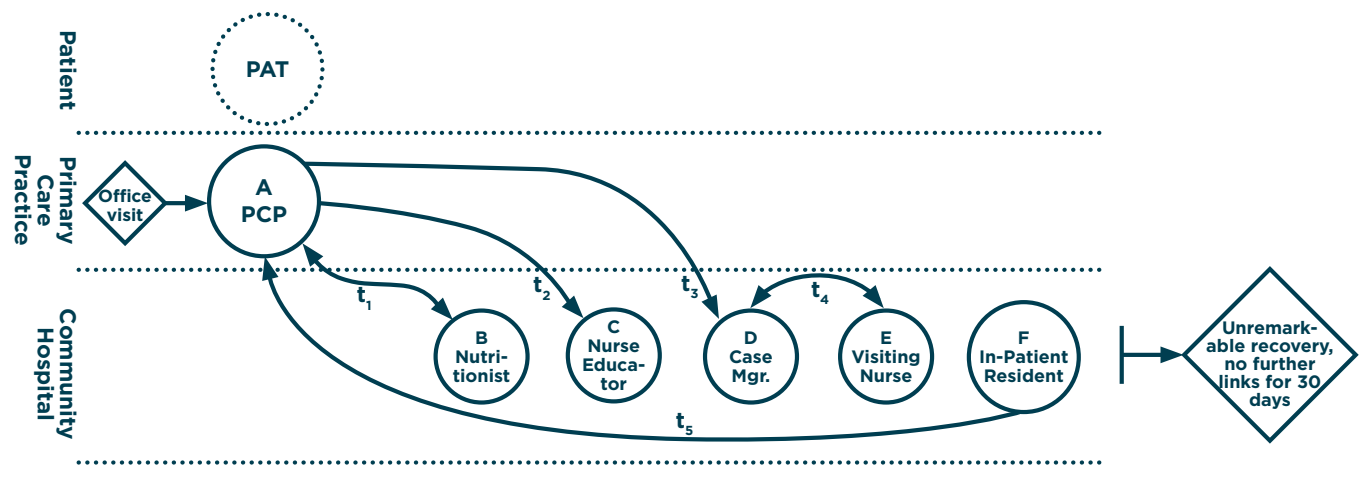 Patient
PAT
Primary
Care
Practice
Office
visit
A
PCP
t1
t2
t3
t4
Community
Hospital
B
Nutri-
tionist
C
Nurse
Educa-
tor
D
Case
Mgr.
E
Visiting
Nurse
F
In-Patient
Resident
t5
Unremark-
able recovery,
no further
links for 30
days